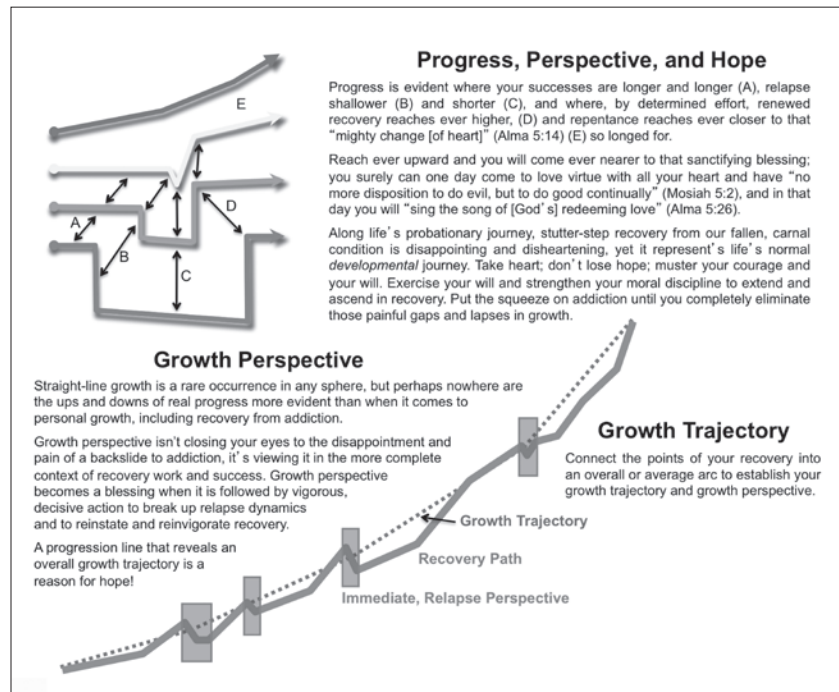 Progress, Perspective, and Hope
Progress is evident where your successes are longer and longer (A), relapse
shallower (B) and shorter (C), and where, by determined effort, renewed
recovery reaches ever higher, (D) and repentance reaches ever closer to that
“mighty change [of heart]” (Alma 5:14) (E) so longed for.
Reach ever upward and you will come ever nearer to that sanctifying blessing;
you surely can one day come to love virtue with all your heart and have “no
more disposition to do evil, but to do good continually” (Mosiah 5:2), and in that
day you will “sing the song of [God’s] redeeming love” (Alma 5:26).
Along life’s probationary journey, stutter-step recovery from our fallen, carnal
condition is disappointing and disheartening, yet it represent’s life’s normal
developmental journey. Take heart; don’t lose hope; muster your courage and
your will. Exercise your will and strengthen your moral discipline to extend and
ascend in recovery. Put the squeeze on addiction until you completely eliminate
those painful gaps and lapses in growth.
E
D
A
B
C
Growth Perspective
Straight-line growth is a rare occurrence in any sphere, but perhaps nowhere are
the ups and downs of real progress more evident than when it comes to
personal growth, including recovery from addiction.
Growth perspective isn’t closing your eyes to the disappointment and
pain of a backslide to addiction, it’s viewing it in the more complete
context of recovery work and success. Growth perspective
becomes a blessing when it is followed by vigorous,
decisive action to break up relapse dynamics
and to reinstate and reinvigorate recovery.
A progression line that reveals an
overall growth trajectory is a
reason for hope!
Growth Trajectory
Connect the points of your recovery into
an overall or average arc to establish your
growth trajectory and growth perspective.
Growth Trajectory
Recovery Path
Immediate, Relapse Perspective